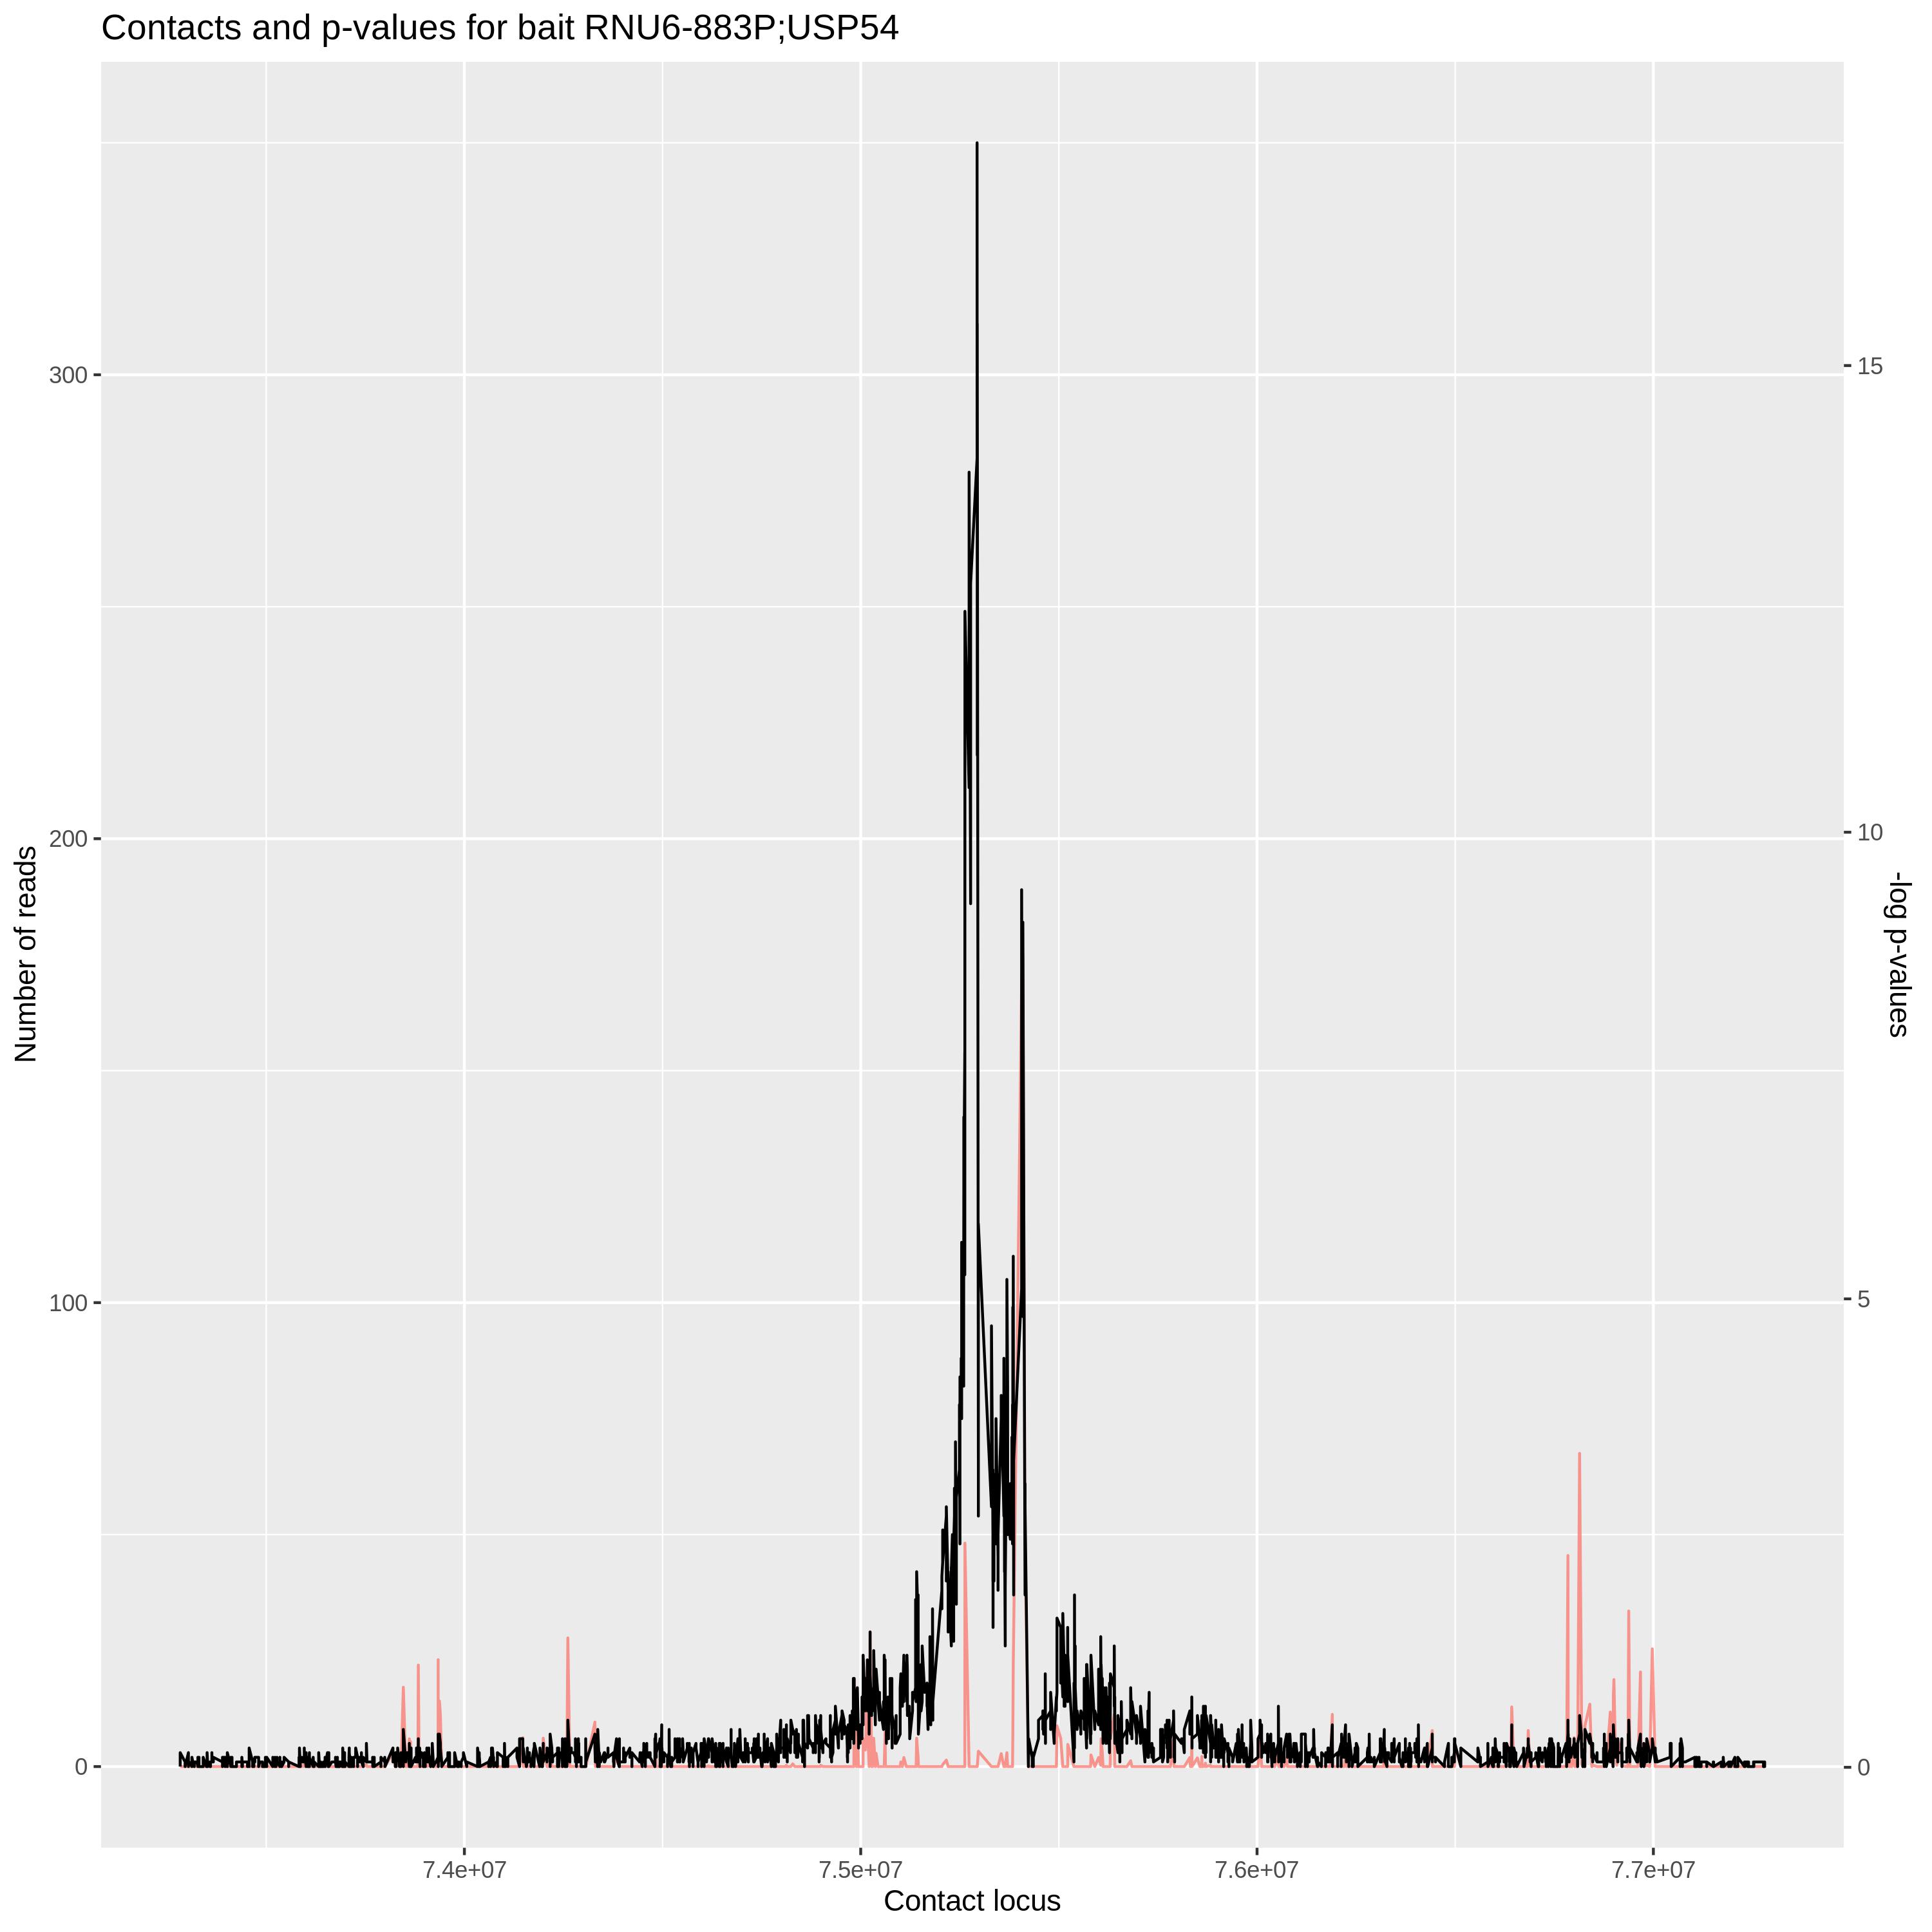 Contacts and p-values for bait RNU6-883P;USP54
300
200
100
0
Number of reads
15
10
5
0
-log p-values
7.4e+07
7.5e+07
7.6e+07
7.7e+07
Contact locus